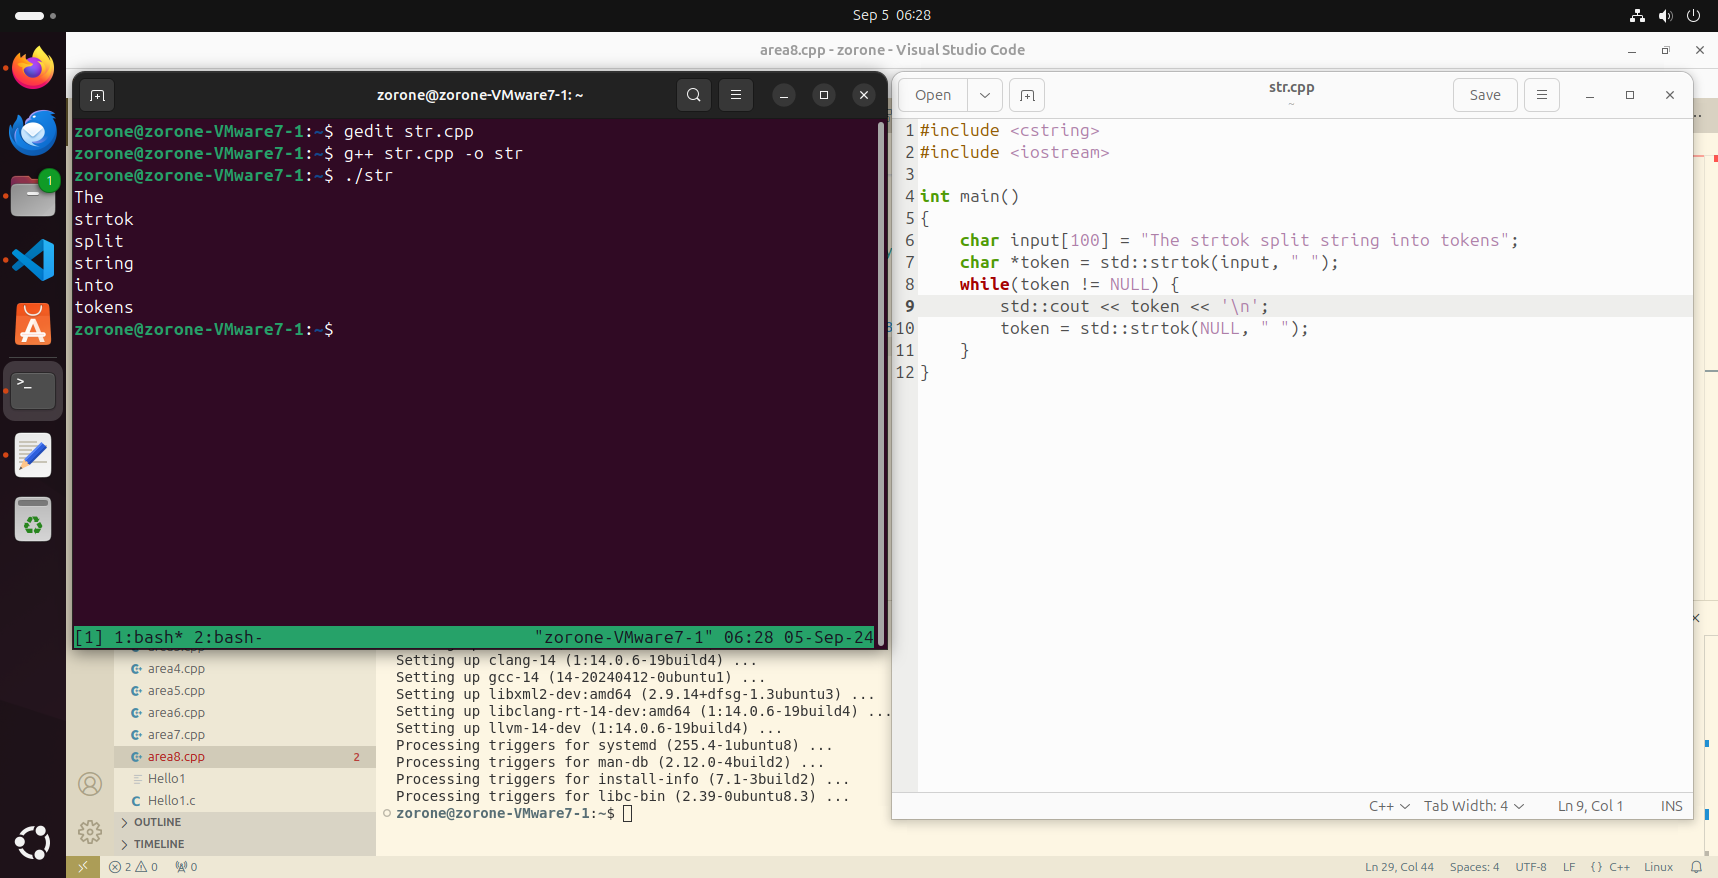 Sep 5 06:28
area8.cpp - zorone - Visual Studio Code
zorone@zorone-VMware7-1: ~
zorone@zorone-VMware7-1:~$ gedit str.cpp
zorone@zorone-VMware7-1:~$ g++ str.cpp -o str
zorone@zorone-VMware7-1:~$ ./str
The
strtok
split
string
into
tokens
zorone@zorone-VMware7-1:~$
[1] 1:bash* 2:bash-
"zorone-VMware7-1" 06:28 05-Sep-24
Open
str.cpp
~
Save
1 #include <cstring>
2 #include <iostream>
3
4 int main()
5 {
6     char input[100] = "The strtok split string into tokens";
7     char *token = std::strtok(input, " ");
8     while(token != NULL) {
9         std::cout << token << '\n';
10         token = std::strtok(NULL, " ");
11     }
12 }
C++
Tab Width: 4
Ln 9, Col 1
INS
1
>_
area4.cpp
area5.cpp
area6.cpp
area7.cpp
area8.cpp 2
Hello1
C Hello1.c
OUTLINE
TIMELINE
Setting up clang-14 (1:14.0.6-19build4) ...
Setting up gcc-14 (14-20240412-0ubuntu1) ...
Setting up libxml2-dev:amd64 (2.9.14+dfsg-1.3ubuntu3) ...
Setting up libclang-rt-14-dev:amd64 (1:14.0.6-19build4) ...
Setting up llvm-14-dev (1:14.0.6-19build4) ...
Processing triggers for systemd (255.4-1ubuntu8) ...
Processing triggers for man-db (2.12.0-4build2) ...
Processing triggers for install-info (7.1-3build2) ...
Processing triggers for libc-bin (2.39-0ubuntu8.3) ...
zorone@zorone-VMware7-1:~$
2 0 0
Ln 29, Col 44
Spaces: 4
UTF-8
LF
{ } C++
Linux